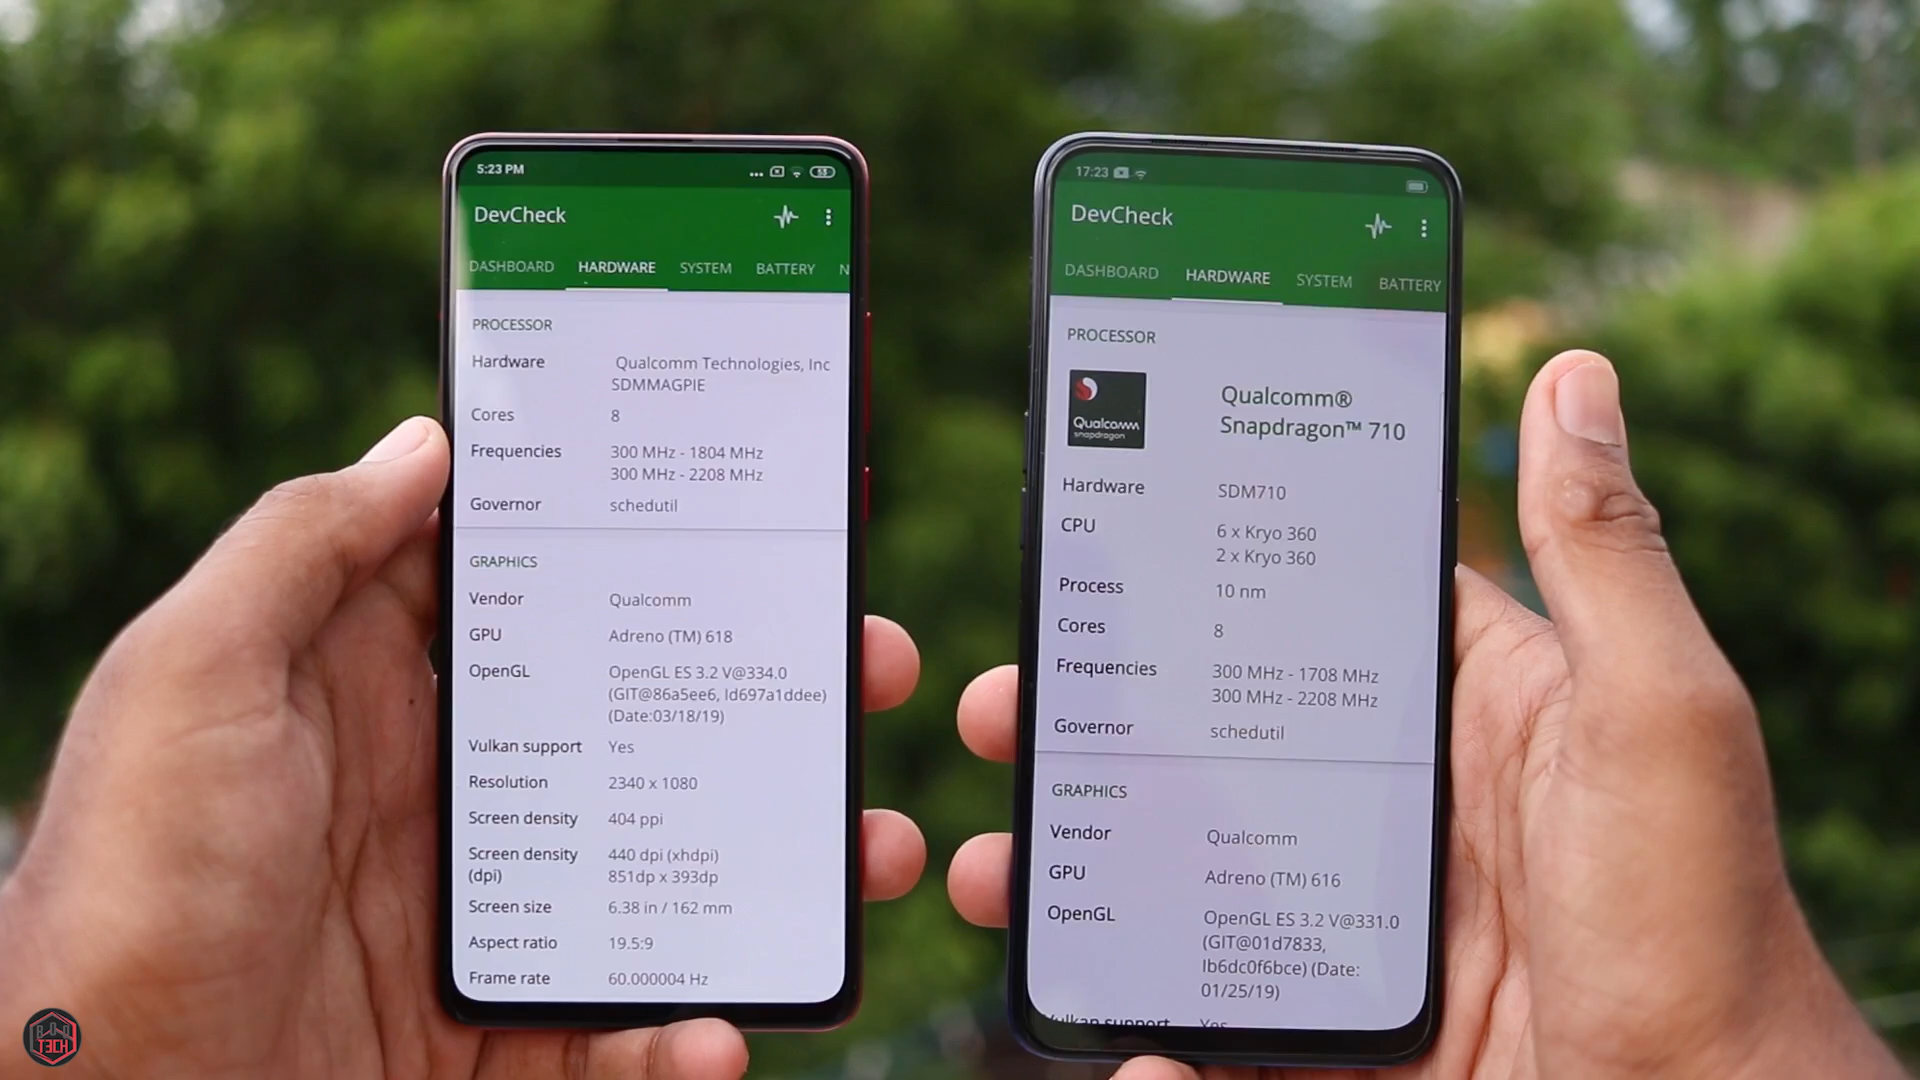 5:23 PM
53
DevCheck
DASHBOARD HARDWARE SYSTEM BATTERY N
PROCESSOR
Hardware Qualcomm Technologies, Inc
SDMMAGPIE
Cores 8
Frequencies 300 MHz - 1804 MHz
300 MHz - 2208 MHz
Governor schedutil
GRAPHICS
Vendor Qualcomm
GPU Adreno (TM) 618
OpenGL OpenGL ES 3.2 V@334.0
(GIT@86a5ee6, Id697a1ddee)
(Date:03/18/19)
Vulkan support Yes
Resolution 2340 x 1080
Screen density 404 ppi
Screen density 440 dpi (xhdpi)
(dpi) 851dp x 393dp
Screen size 6.38 in / 162 mm
Aspect ratio 19.5:9
Frame rate 60.000004 Hz
17:23
DevCheck
DASHBOARD HARDWARE SYSTEM BATTERY
PROCESSOR
Qualcomm
snapdragon
Qualcomm®
Snapdragon™ 710
Hardware SDM710
CPU 6 x Kryo 360
2 x Kryo 360
Process 10 nm
Cores 8
Frequencies 300 MHz - 1708 MHz
300 MHz - 2208 MHz
Governor schedutil
GRAPHICS
Vendor Qualcomm
GPU Adreno (TM) 616
OpenGL OpenGL ES 3.2 V@331.0
(GIT@01d7833,
Ib6dc0f6bce) (Date:
01/25/19)
Vulkan support Yes
TECH